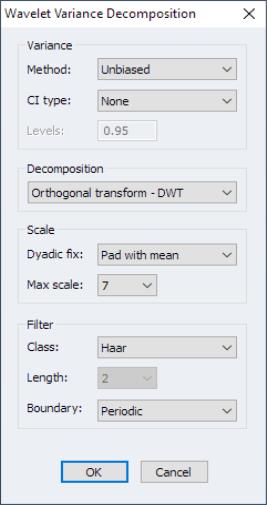 Wavelet Variance Decomposition
Variance
Method: Unbiased
CI type: None
Levels: 0.95
Decomposition
Orthogonal transform - DWT
Scale
Dyadic fix: Pad with mean
Max scale: 7
Filter
Class: Haar
Length: 2
Boundary: Periodic
OK Cancel